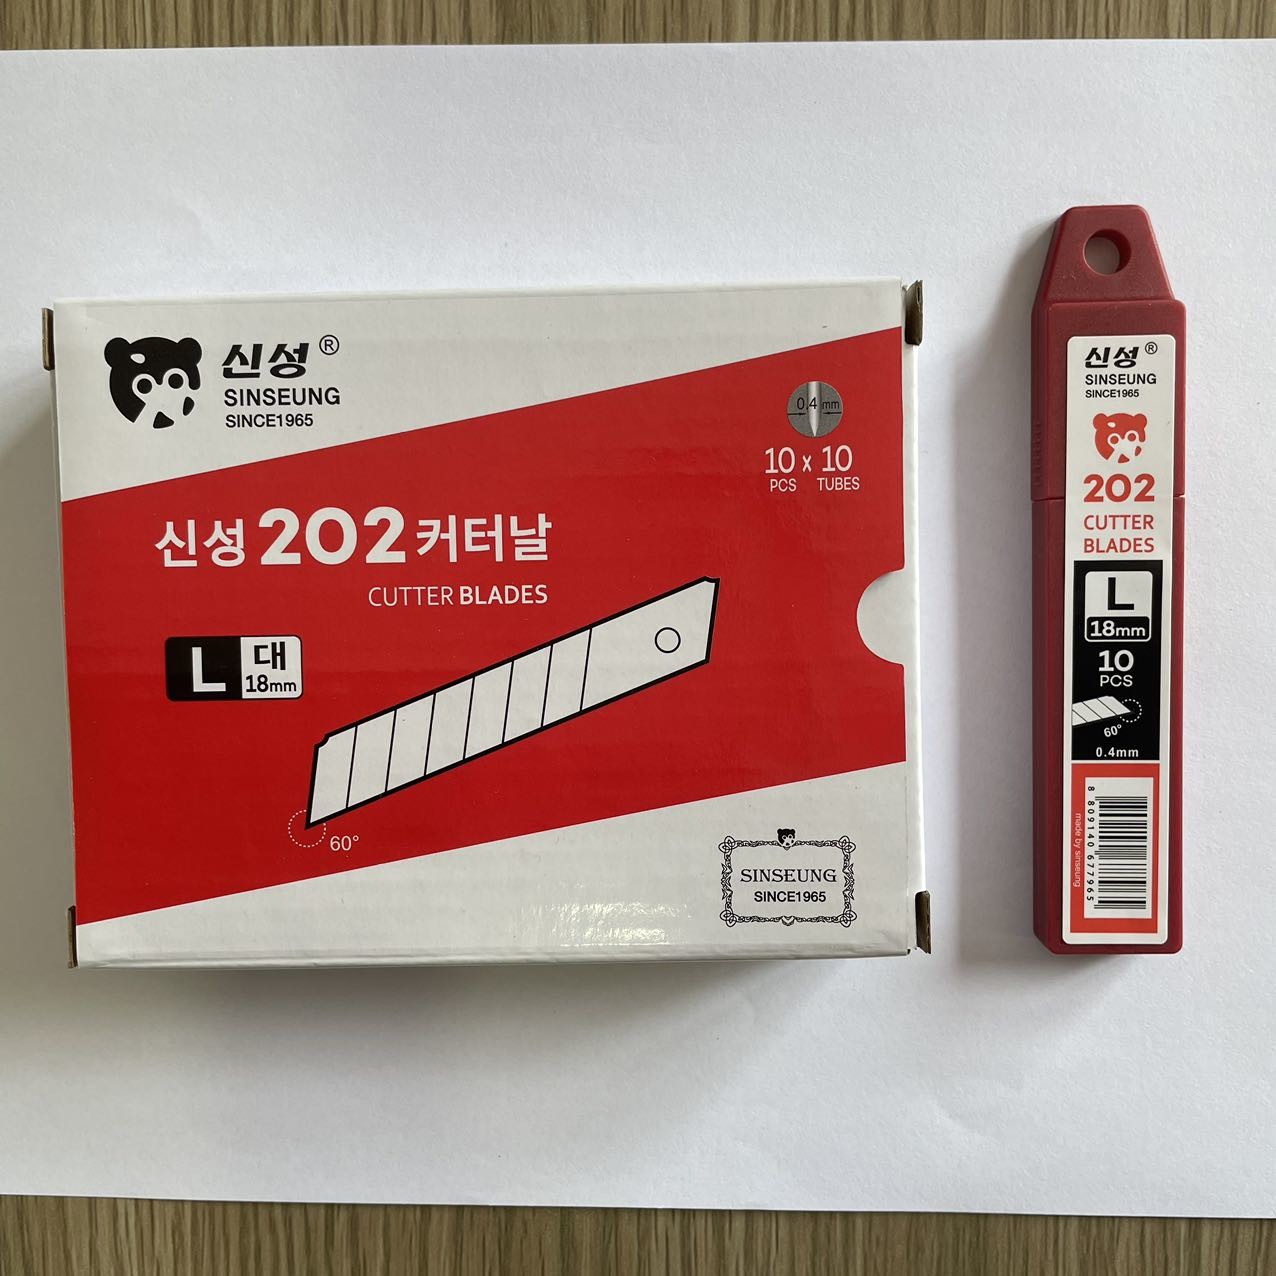 신성®
SINSEUNG
SINCE1965
0.4 mm
10 x 10
PCS TUBES
신성 202 커터날
CUTTER BLADES
L 대
18mm
60°
SINSEUNG
SINCE1965
신성®
SINSEUNG
SINCE1965
202
CUTTER
BLADES
L
18mm
10
PCS
60°
0.4mm
made by sinseung
8 809140 677965